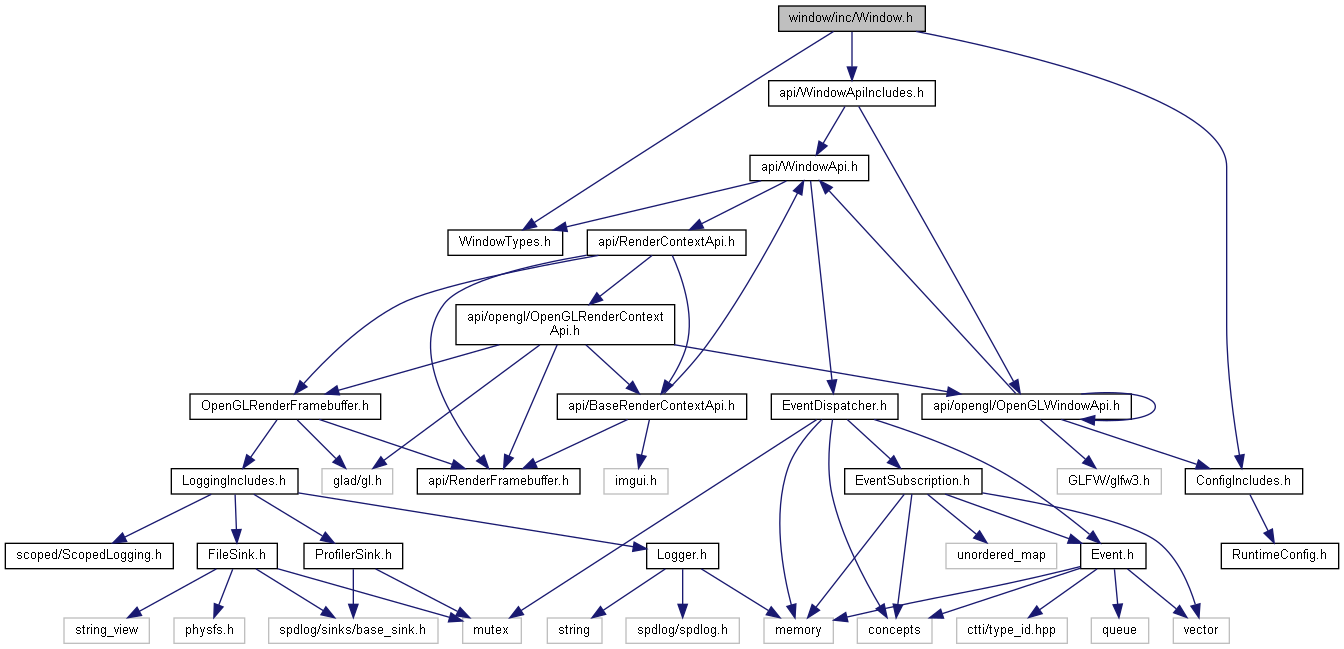 window/inc/Window.h
api/WindowApiIncludes.h
api/WindowApi.h
WindowTypes.h
api/RenderContextApi.h
api/opengl/OpenGLRenderContext
Api.h
OpenGLRenderFramebuffer.h
api/BaseRenderContextApi.h
EventDispatcher.h
api/opengl/OpenGLWindowApi.h
LoggingIncludes.h
glad/gl.h
api/RenderFramebuffer.h
imgui.h
EventSubscription.h
GLFW/glfw3.h
ConfigIncludes.h
scoped/ScopedLogging.h
FileSink.h
ProfilerSink.h
Logger.h
unordered_map
Event.h
RuntimeConfig.h
string_view
physfs.h
spdlog/sinks/base_sink.h
mutex
string
spdlog/spdlog.h
memory
concepts
ctti/type_id.hpp
queue
vector